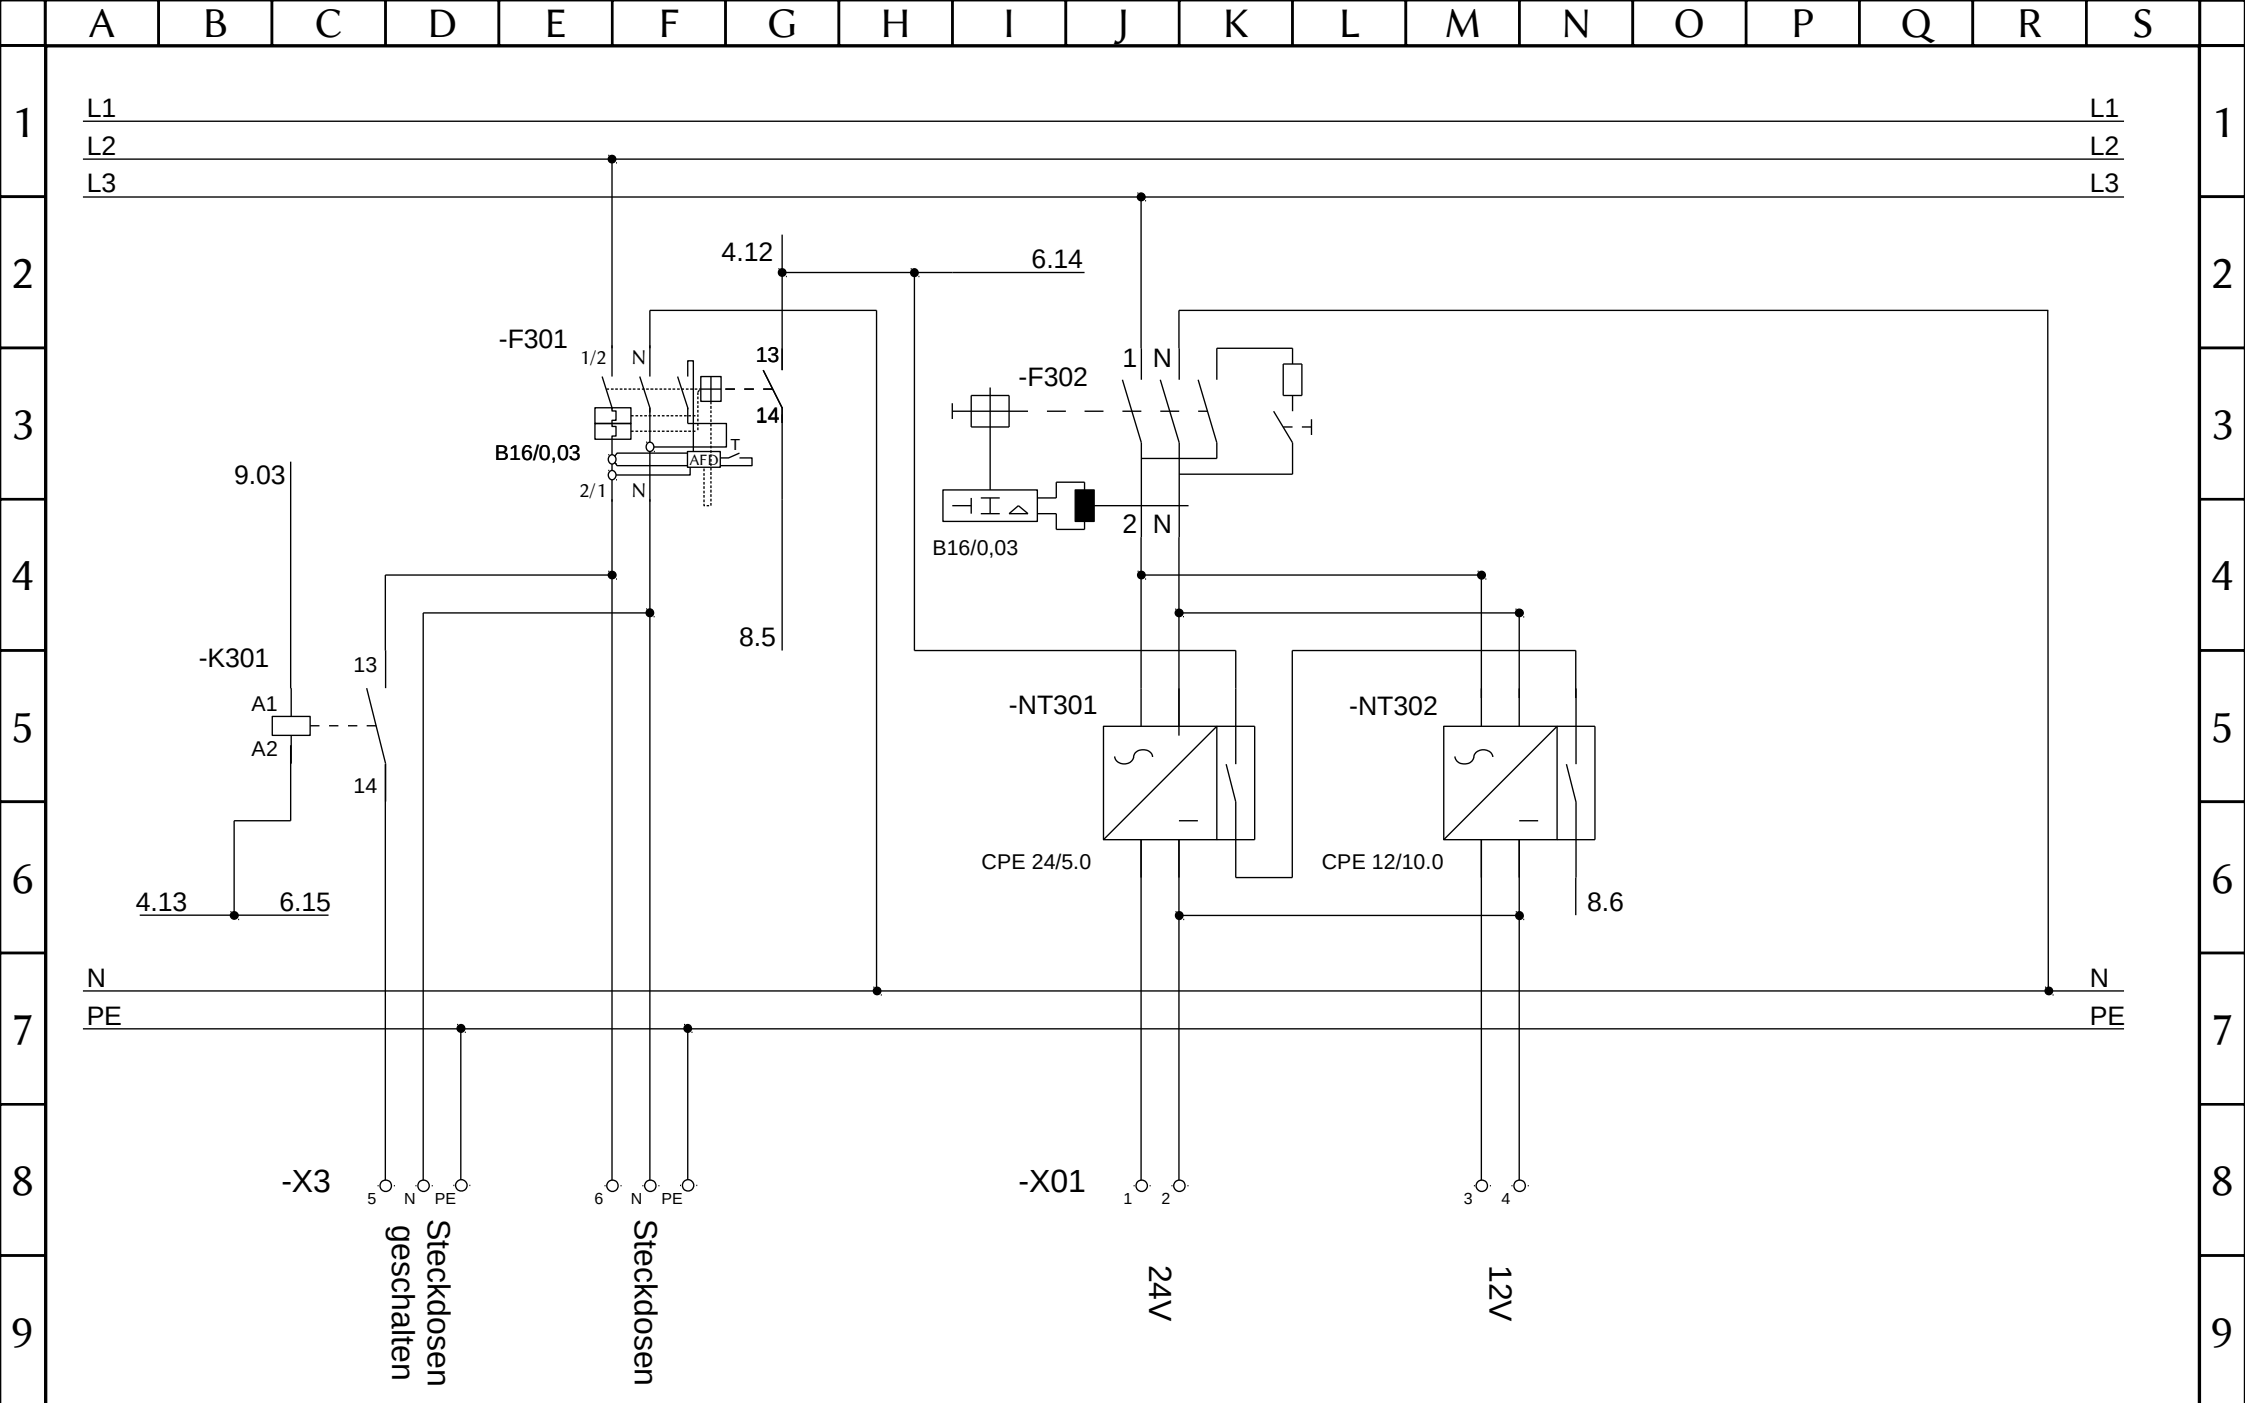 A B C D E F G H I J K L M N O P Q R S
1 L1 L1 1
L2 L2
L3 L3
2 4.12 6.14 2
-F301 1/2 N 13 1 N
-F302
3 14 3
B16/0,03 T
AFD
9.03
2/1 N
2 N
B16/0,03
4 4
8.5
-K301 13
A1 -NT301 -NT302
5 5
A2
14
CPE 24/5.0 CPE 12/10.0
6 6
4.13 6.15 8.6
N N
PE PE
7 7
8 -X3 -X01 8
5 N PE 6 N PE 1 2 3 4
Steckdosen
geschalten
Steckdosen
24V
12V
9 9